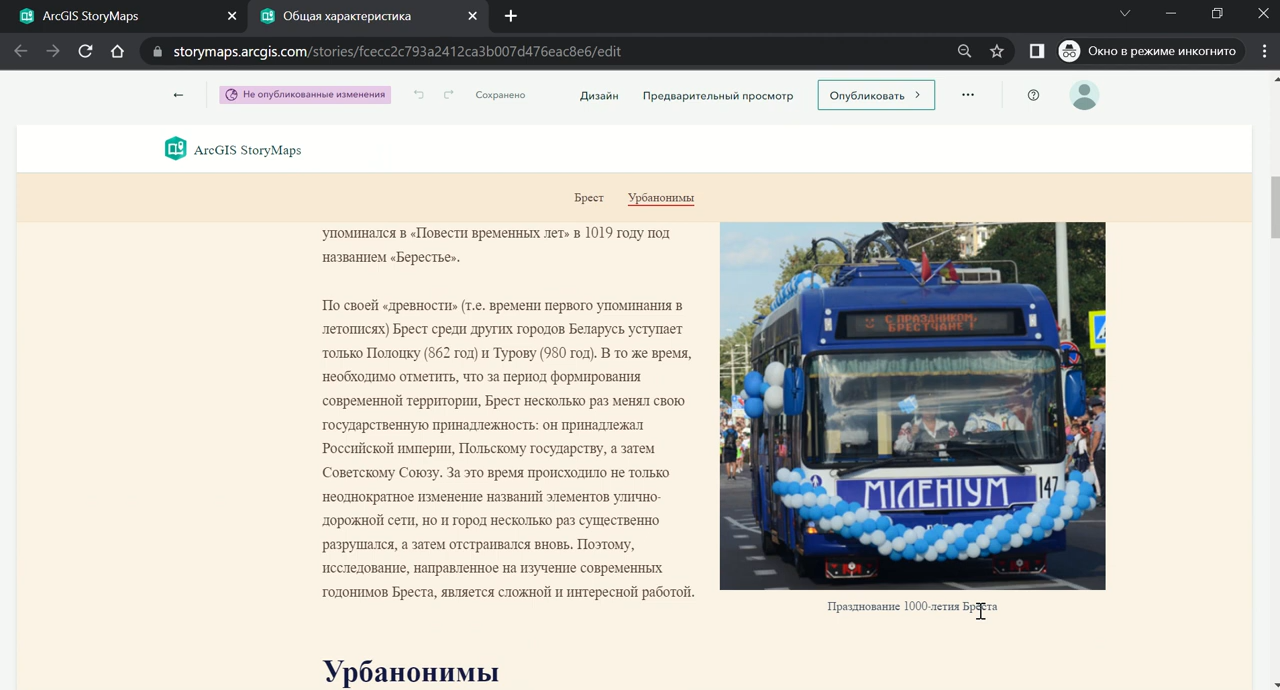 ArcGIS StoryMaps
Общая характеристика
storymaps.arcgis.com/stories/fcecc2c793a2412ca3b007d476eac8e6/edit
Окно в режиме инкогнито
Не опубликованные изменения
Сохранено
Дизайн
Предварительный просмотр
Опубликовать
ArcGIS StoryMaps
Брест
Урбанонимы
упоминался в «Повести временных лет» в 1019 году под
названием «Берестье».
По своей «древности» (т.е. времени первого упоминания в
летописях) Брест среди других городов Беларусь уступает
только Полоцку (862 год) и Турову (980 год). В то же время,
необходимо отметить, что за период формирования
современной территории, Брест несколько раз менял свою
государственную принадлежность: он принадлежал
Российской империи, Польскому государству, а затем
Советскому Союзу. За это время происходило не только
неоднократное изменение названий элементов улично-
дорожной сети, но и город несколько раз существенно
разрушался, а затем отстраивался вновь. Поэтому,
исследование, направленное на изучение современных
годонимов Бреста, является сложной и интересной работой.
С ПРАЗДНИКОМ,
БРЕСТЧАНЕ !
МІЛЕНІУМ
147
Празднование 1000-летия Бреста
Урбанонимы